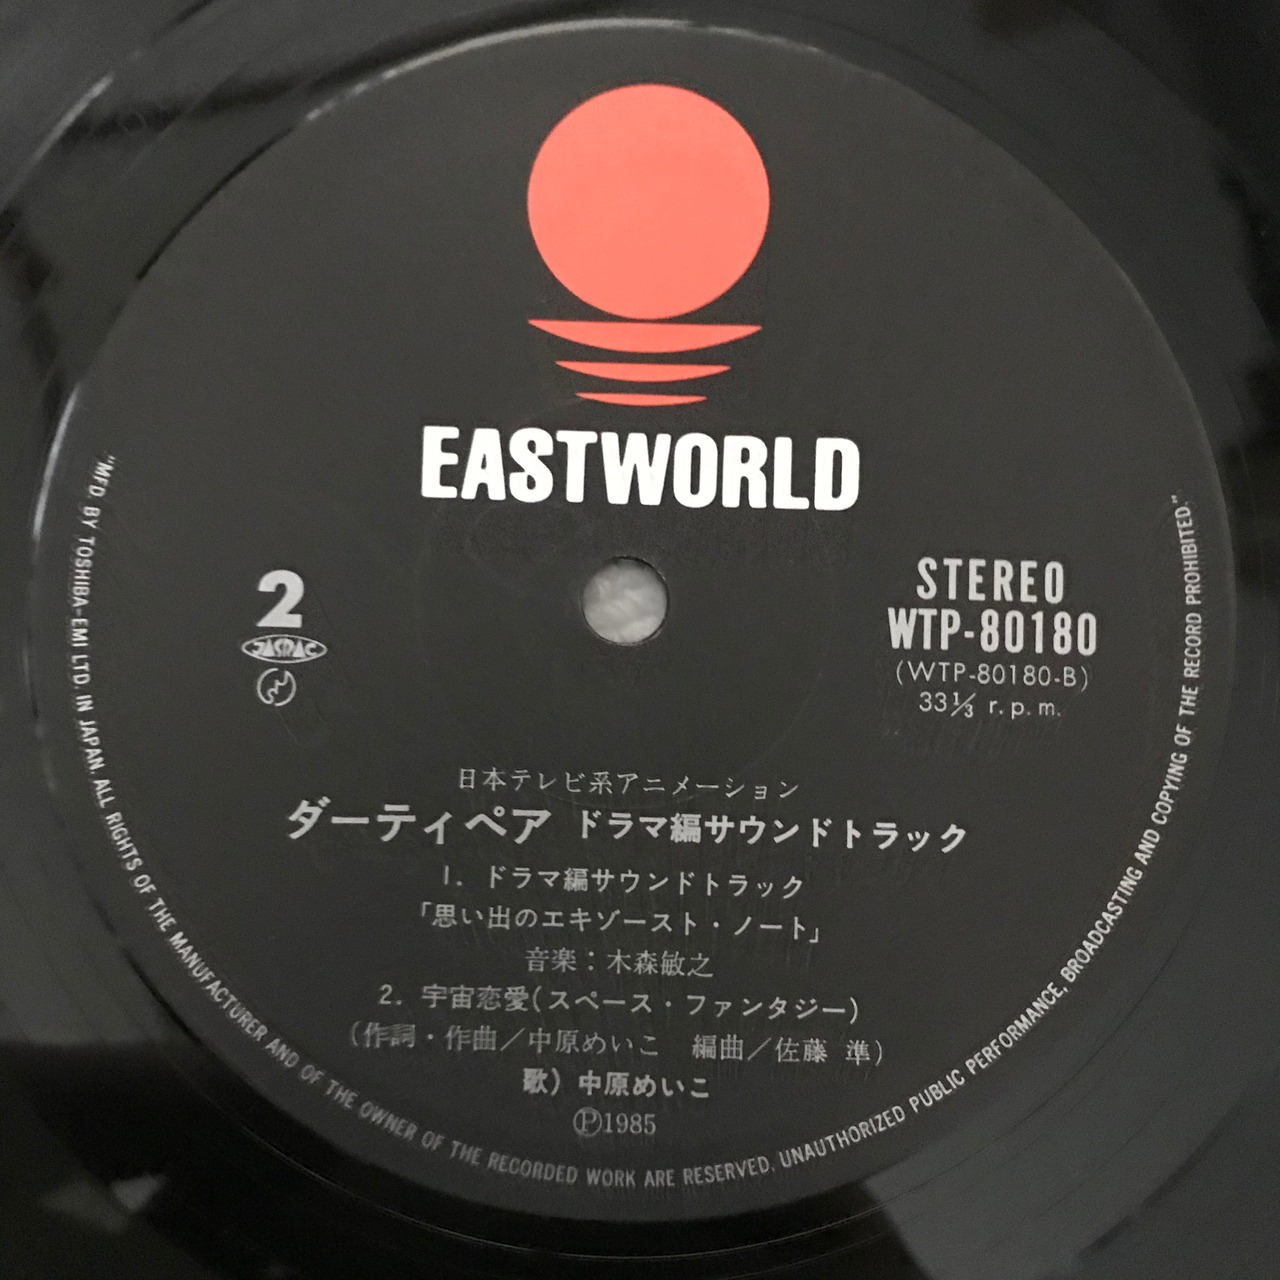 EASTWORLD
2
JASRAC
STEREO
WTP-80180
(WTP-80180-B)
33⅓ r.p.m.
日本テレビ系アニメーション
ダーティペア ドラマ編サウンドトラック
1. ドラマ編サウンドトラック
「思い出のエキゾースト・ノート」
音楽：木森敏之
2. 宇宙恋愛(スペース・ファンタジー)
(作詞・作曲／中原めいこ 編曲／佐藤 準)
歌) 中原めいこ
Ⓟ1985
"MFD. BY TOSHIBA-EMI LTD. IN JAPAN. ALL RIGHTS OF THE MANUFACTURER AND OF THE OWNER OF THE RECORDED WORK ARE RESERVED. UNAUTHORIZED PUBLIC PERFORMANCE, BROADCASTING AND COPYING OF THE RECORD PROHIBITED."